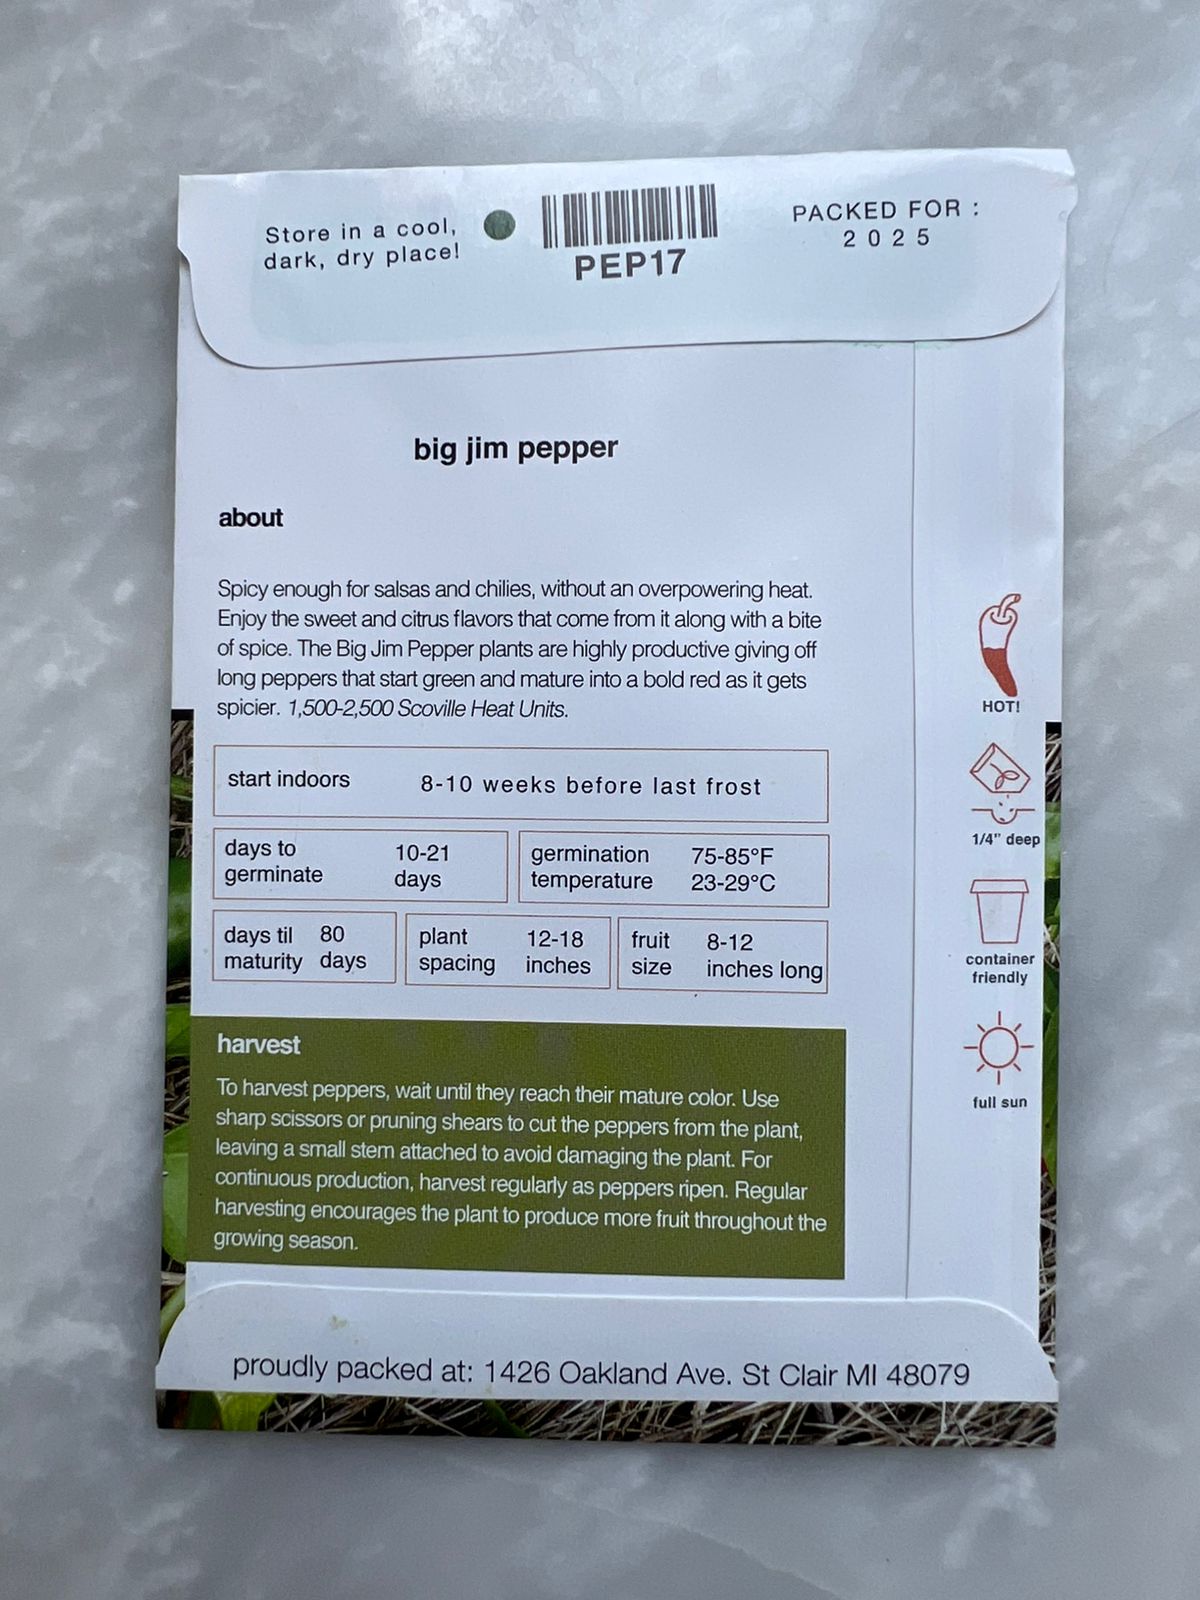 Store in a cool,
dark, dry place!
PEP17
PACKED FOR :
2025
big jim pepper
about
Spicy enough for salsas and chilies, without an overpowering heat.
Enjoy the sweet and citrus flavors that come from it along with a bite
of spice. The Big Jim Pepper plants are highly productive giving off
long peppers that start green and mature into a bold red as it gets
spicier. 1,500-2,500 Scoville Heat Units.
start indoors 8-10 weeks before last frost
days to germinate 10-21 days
germination temperature 75-85°F 23-29°C
days til maturity 80 days
plant spacing 12-18 inches
fruit size 8-12 inches long
HOT!
1/4" deep
container
friendly
full sun
harvest
To harvest peppers, wait until they reach their mature color. Use
sharp scissors or pruning shears to cut the peppers from the plant,
leaving a small stem attached to avoid damaging the plant. For
continuous production, harvest regularly as peppers ripen. Regular
harvesting encourages the plant to produce more fruit throughout the
growing season.
proudly packed at: 1426 Oakland Ave. St Clair MI 48079